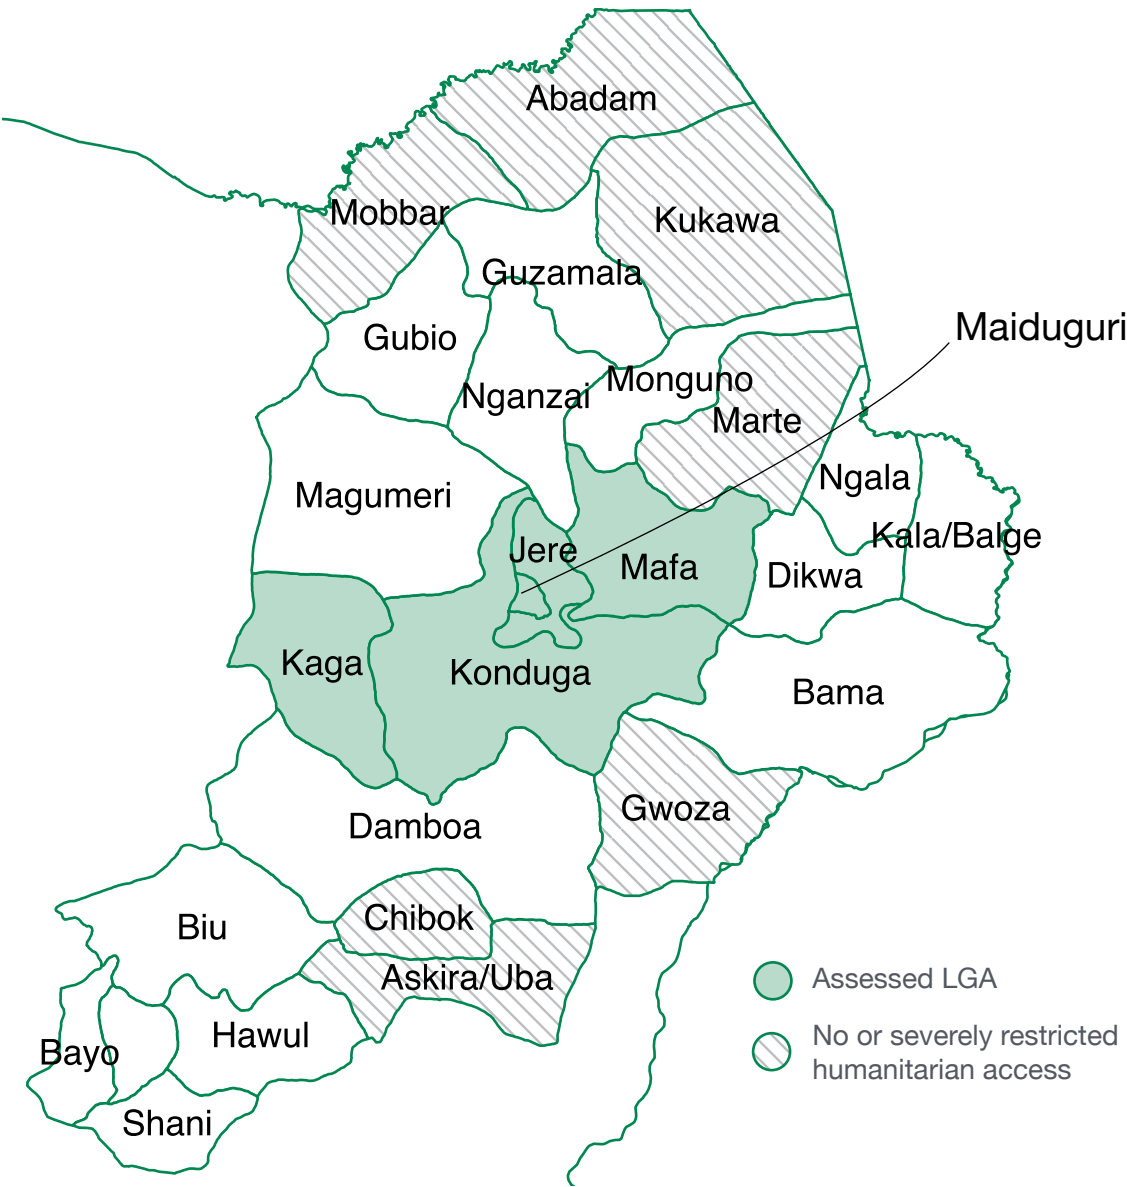 Abadam
Mobbar
Kukawa
Guzamala
Maiduguri
Gubio
Monguno
Nganzai
Marte
Ngala
Magumeri
Kala/Balge
Jere
Mafa
Dikwa
Kaga
Konduga
Bama
Gwoza
Damboa
Chibok
Biu
Askira/Uba
Assessed LGA
Hawul
No or severely restricted
humanitarian access
Bayo
Shani